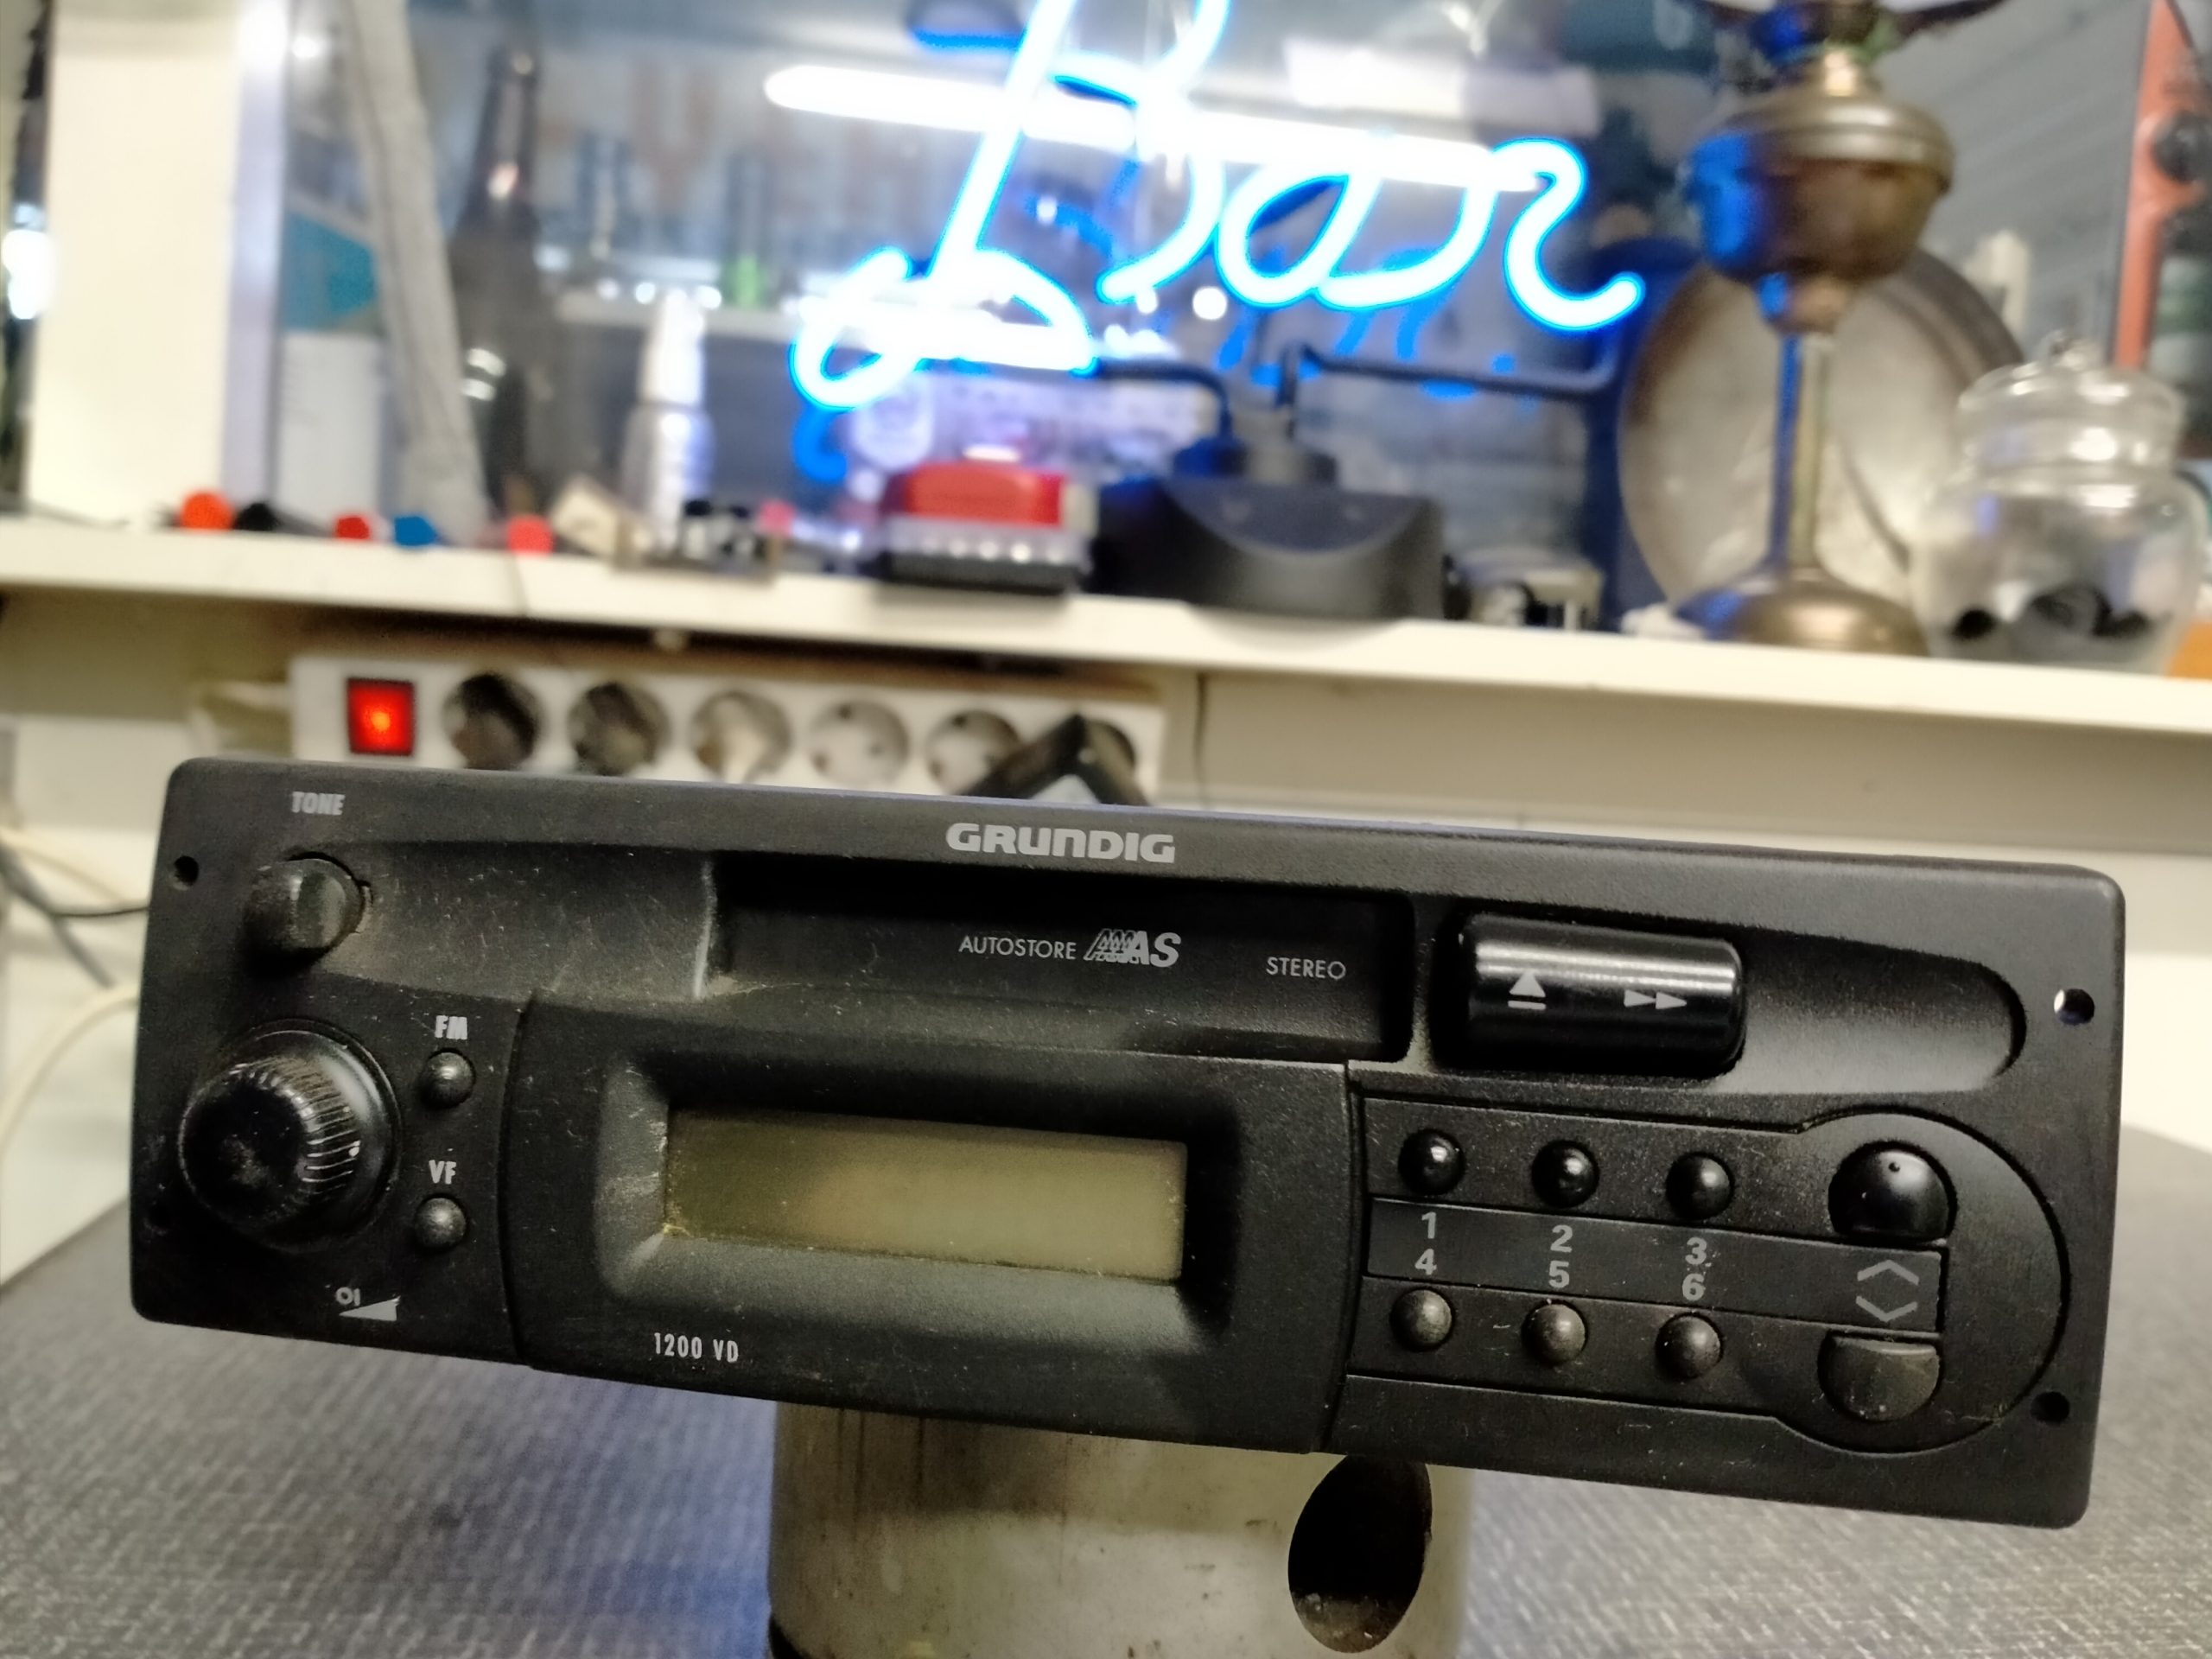 Bar
TONE
GRUNDIG
AUTOSTORE AS STEREO
FM
VF
1 2 3
4 5 6
1200 VD